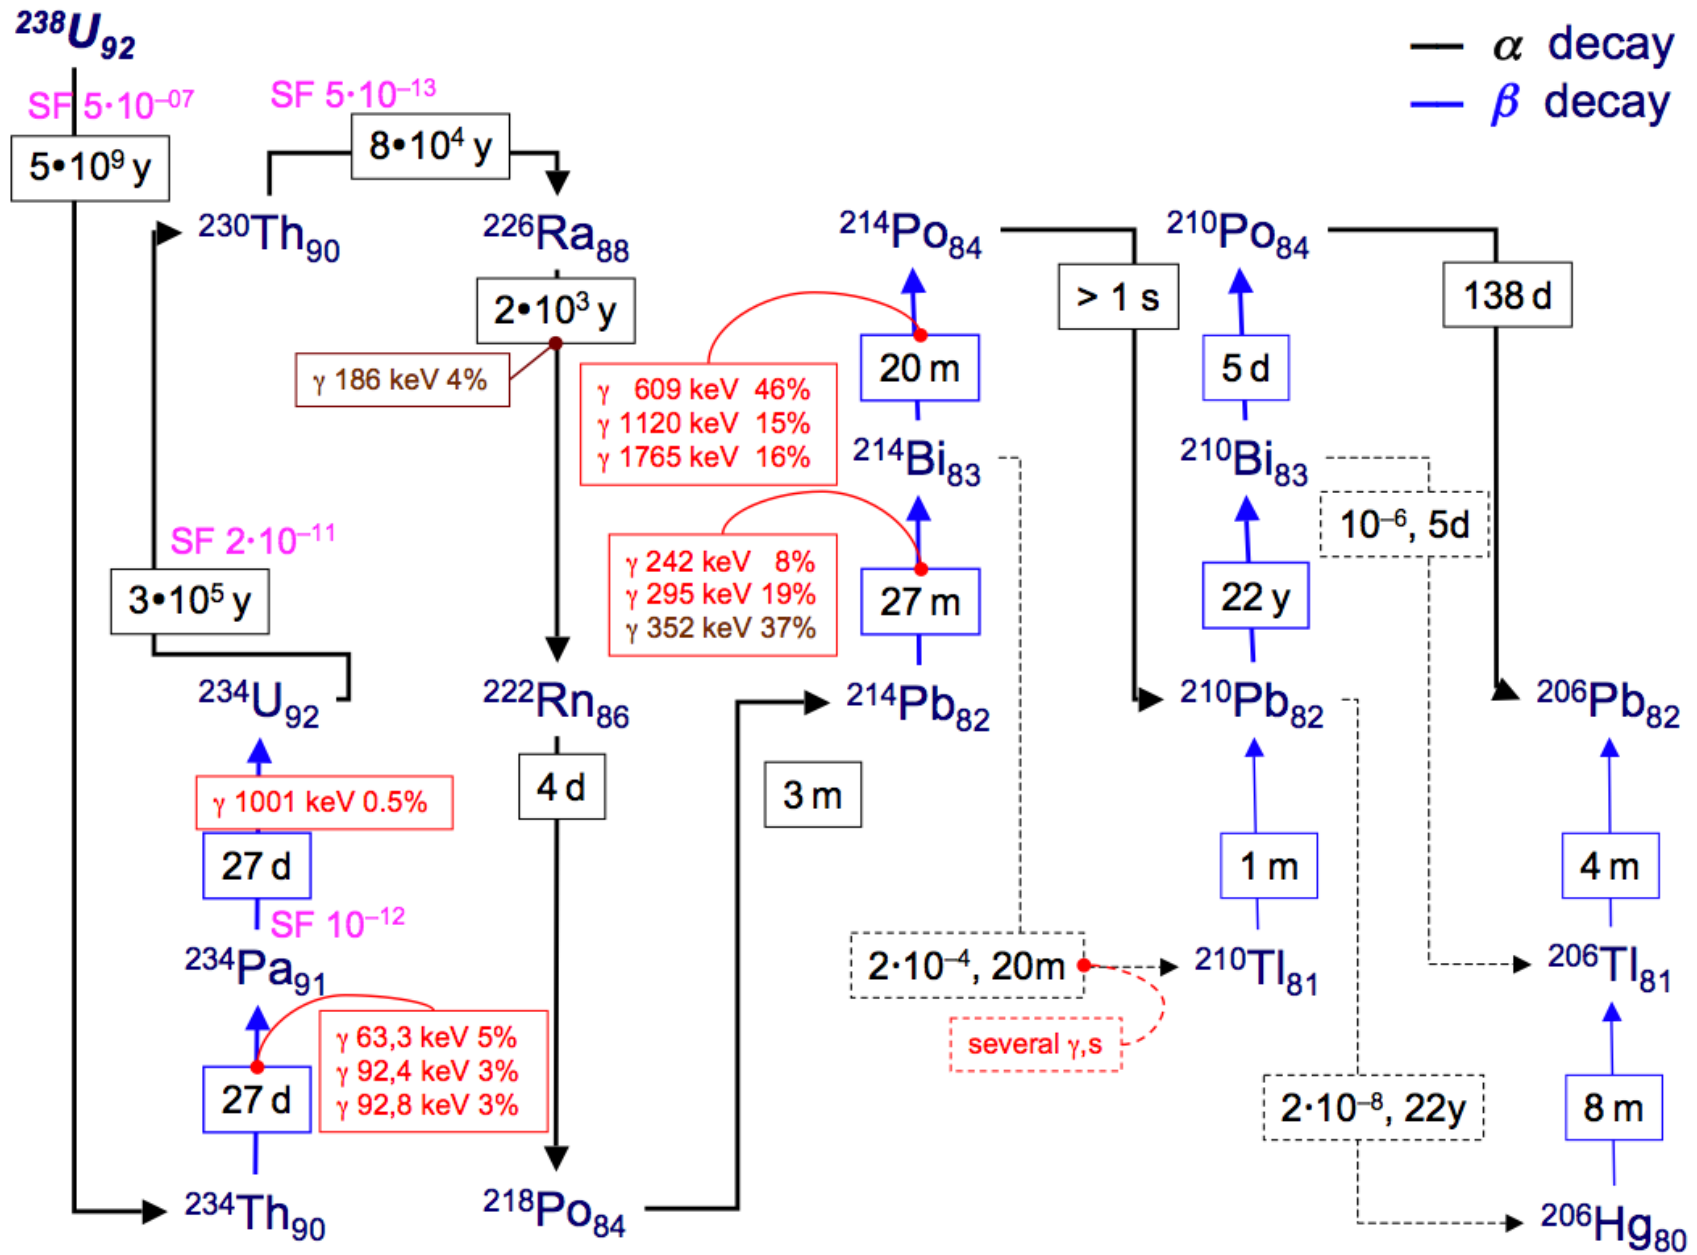 ²³⁸U₉₂
α decay
β decay
SF 5·10⁻⁰⁷
5•10⁹ y
SF 5·10⁻¹³
8•10⁴ y
²³⁰Th₉₀
²²⁶Ra₈₈
²¹⁴Po₈₄
²¹⁰Po₈₄
2•10³ y
> 1 s
138 d
γ 186 keV 4%
γ 609 keV 46%
γ 1120 keV 15%
γ 1765 keV 16%
20 m
5 d
²¹⁴Bi₈₃
²¹⁰Bi₈₃
10⁻⁶, 5d
SF 2·10⁻¹¹
3•10⁵ y
γ 242 keV 8%
γ 295 keV 19%
γ 352 keV 37%
27 m
22 y
²³⁴U₉₂
²²²Rn₈₆
²¹⁴Pb₈₂
²¹⁰Pb₈₂
²⁰⁶Pb₈₂
γ 1001 keV 0.5%
4 d
3 m
27 d
1 m
4 m
SF 10⁻¹²
²³⁴Pa₉₁
2·10⁻⁴, 20m
²¹⁰Tl₈₁
²⁰⁶Tl₈₁
several γ,s
γ 63,3 keV 5%
γ 92,4 keV 3%
γ 92,8 keV 3%
27 d
2·10⁻⁸, 22y
8 m
²³⁴Th₉₀
²¹⁸Po₈₄
²⁰⁶Hg₈₀